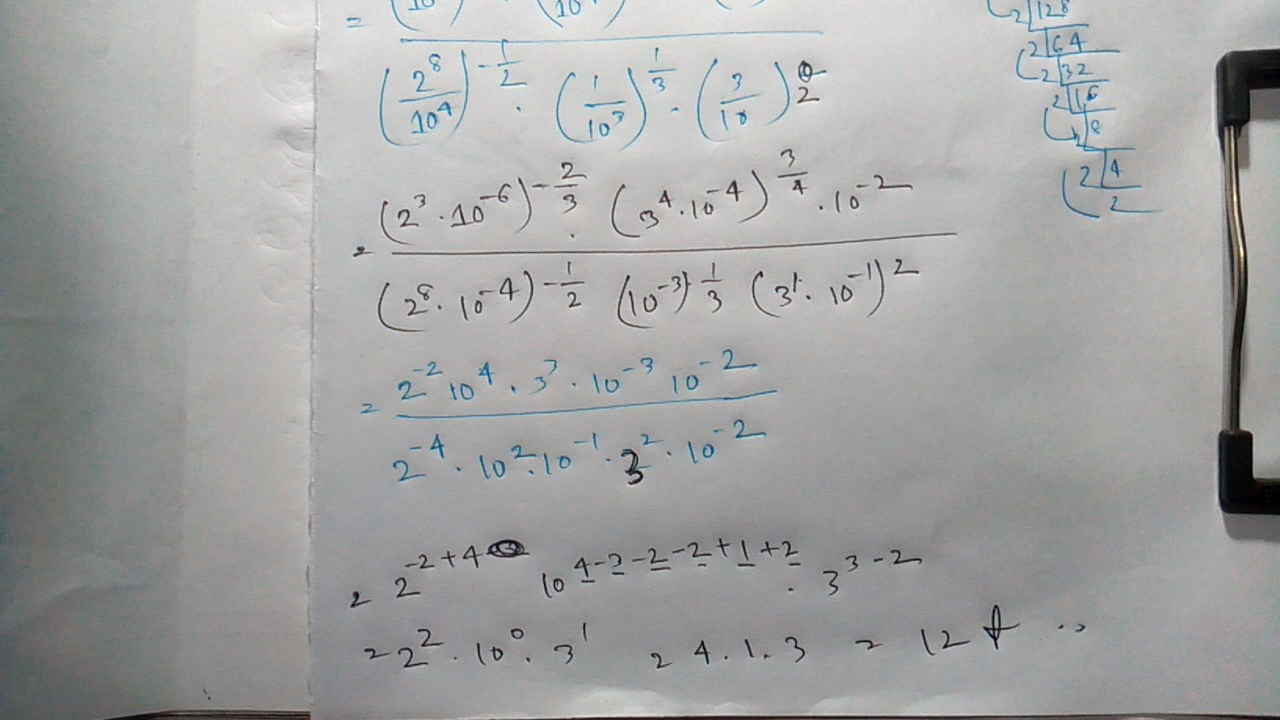 = (10) (10
(2^8/10^4)^{-1/2} · (1/10^3)^{1/3} · (3/10)^2
= (2^3 · 10^{-6})^{-2/3} · (3^4 · 10^{-4})^{3/4} · 10^{-2}
(2^8 · 10^{-4})^{-1/2} (10^{-3})^{1/3} (3^1 · 10^{-1})^2
= 2^{-2} 10^4 · 3^3 · 10^{-3} 10^{-2}
2^{-4} · 10^2 · 10^{-1} · 3^2 · 10^{-2}
= 2^{-2+4} 10^{4-3-2-2+1+2} · 3^{3-2}
= 2^2 · 10^0 · 3^1 = 4 . 1 . 3 = 12
2 128
2 64
2 32
2 16
2 8
2 4
2